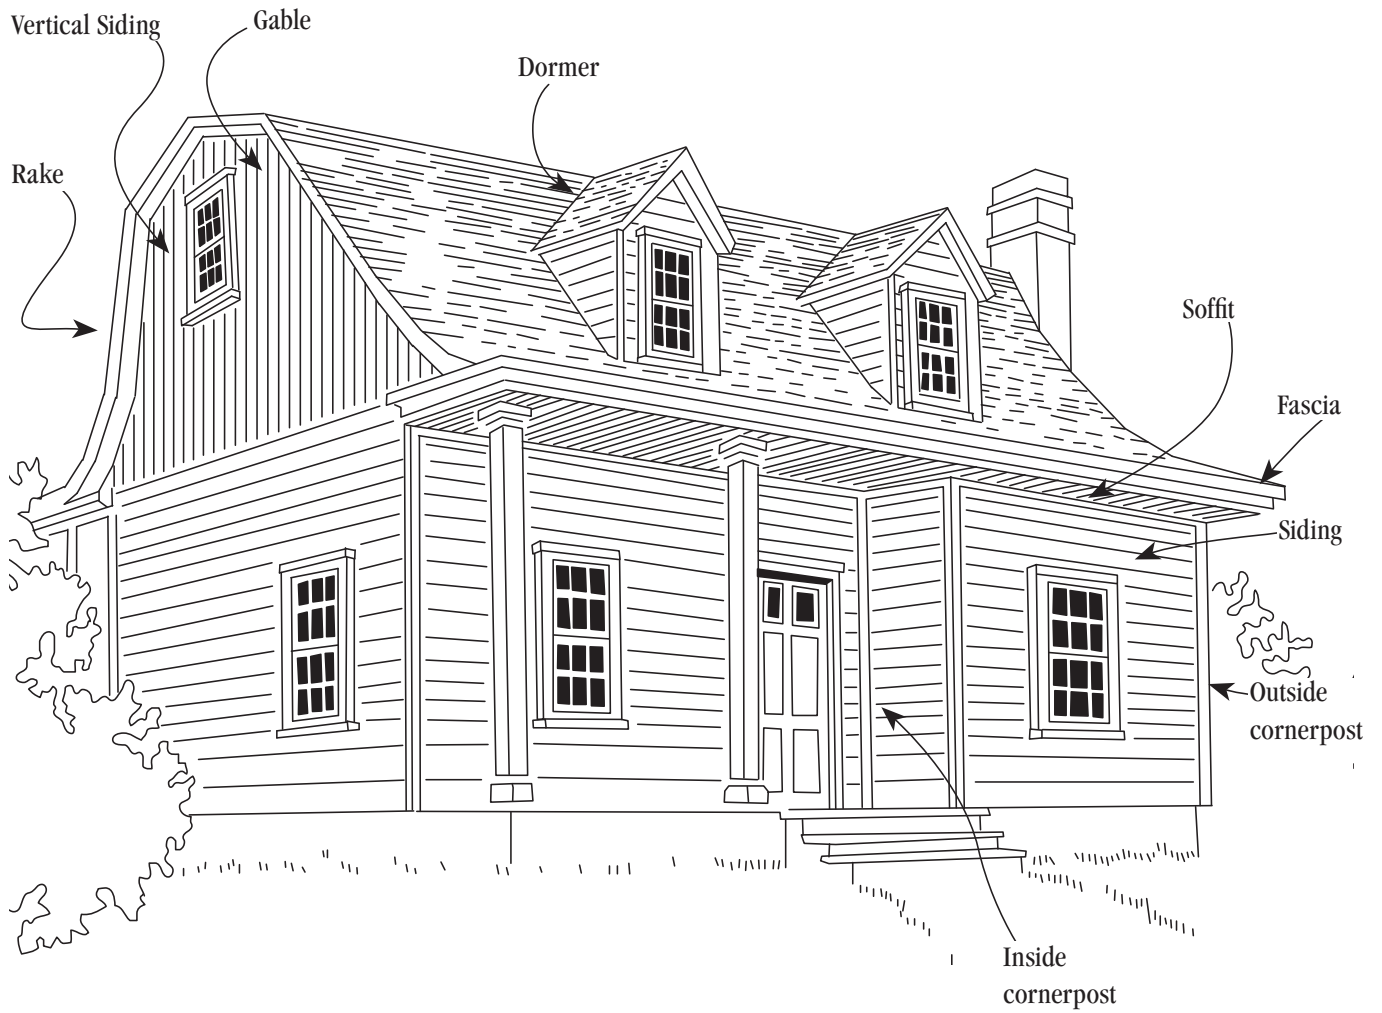 Vertical Siding
Gable
Dormer
Rake
Soffit
Fascia
Siding
Outside
cornerpost
Inside
cornerpost